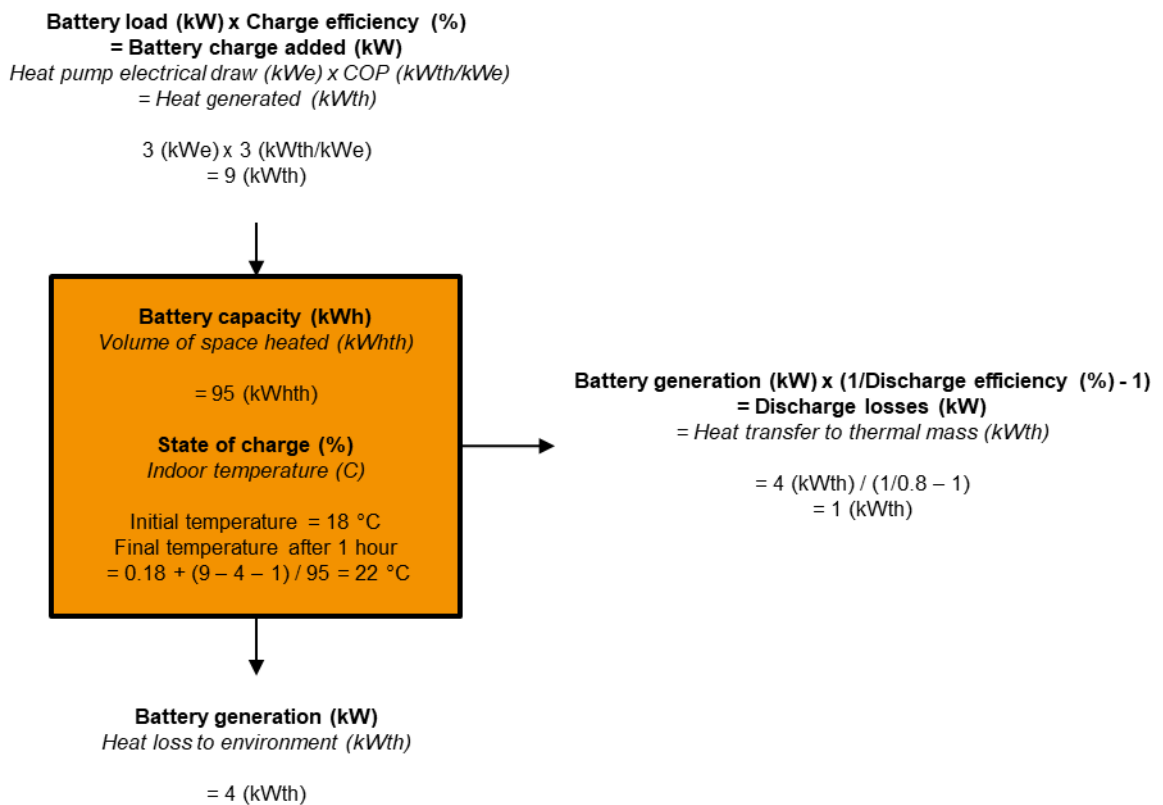 Battery load (kW) x Charge efficiency (%)
= Battery charge added (kW)
Heat pump electrical draw (kWe) x COP (kWth/kWe)
= Heat generated (kWth)
3 (kWe) x 3 (kWth/kWe)
= 9 (kWth)
Battery capacity (kWh)
Volume of space heated (kWhth)
= 95 (kWhth)
State of charge (%)
Indoor temperature (C)
Initial temperature = 18 °C
Final temperature after 1 hour
= 0.18 + (9 – 4 – 1) / 95 = 22 °C
Battery generation (kW) x (1/Discharge efficiency (%) - 1)
= Discharge losses (kW)
= Heat transfer to thermal mass (kWth)
= 4 (kWth) / (1/0.8 – 1)
= 1 (kWth)
Battery generation (kW)
Heat loss to environment (kWth)
= 4 (kWth)